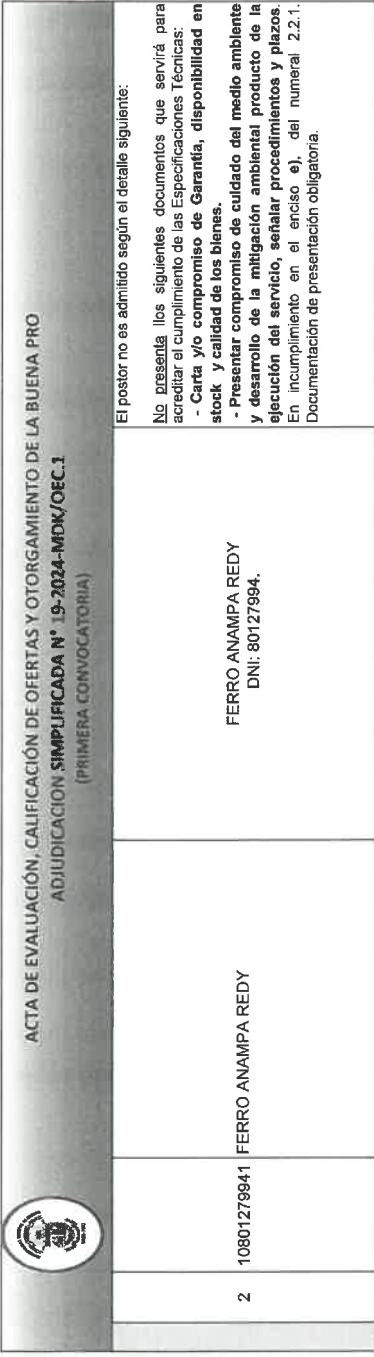 ACTA DE EVALUACIÓN, CALIFICACIÓN DE OFERTAS Y OTORGAMIENTO DE LA BUENA PRO
ADJUDICACION SIMPLIFICADA N° 19-2024-MDK/OEC.1
(PRIMERA CONVOCATORIA)
2
10801279941
FERRO ANAMPA REDY
FERRO ANAMPA REDY
DNI: 80127994.
El postor no es admitido según el detalle siguiente:
No presenta llos siguientes documentos que servirá para
acreditar el cumplimiento de las Especificaciones Técnicas:
- Carta y/o compromiso de Garantía, disponibilidad en
stock y calidad de los bienes.
- Presentar compromiso de cuidado del medio ambiente
y desarrollo de la mitigación ambiental producto de la
ejecución del servicio, señalar procedimientos y plazos.
En incumplimiento en el enciso e), del numeral 2.2.1.
Documentación de presentación obligatoria.